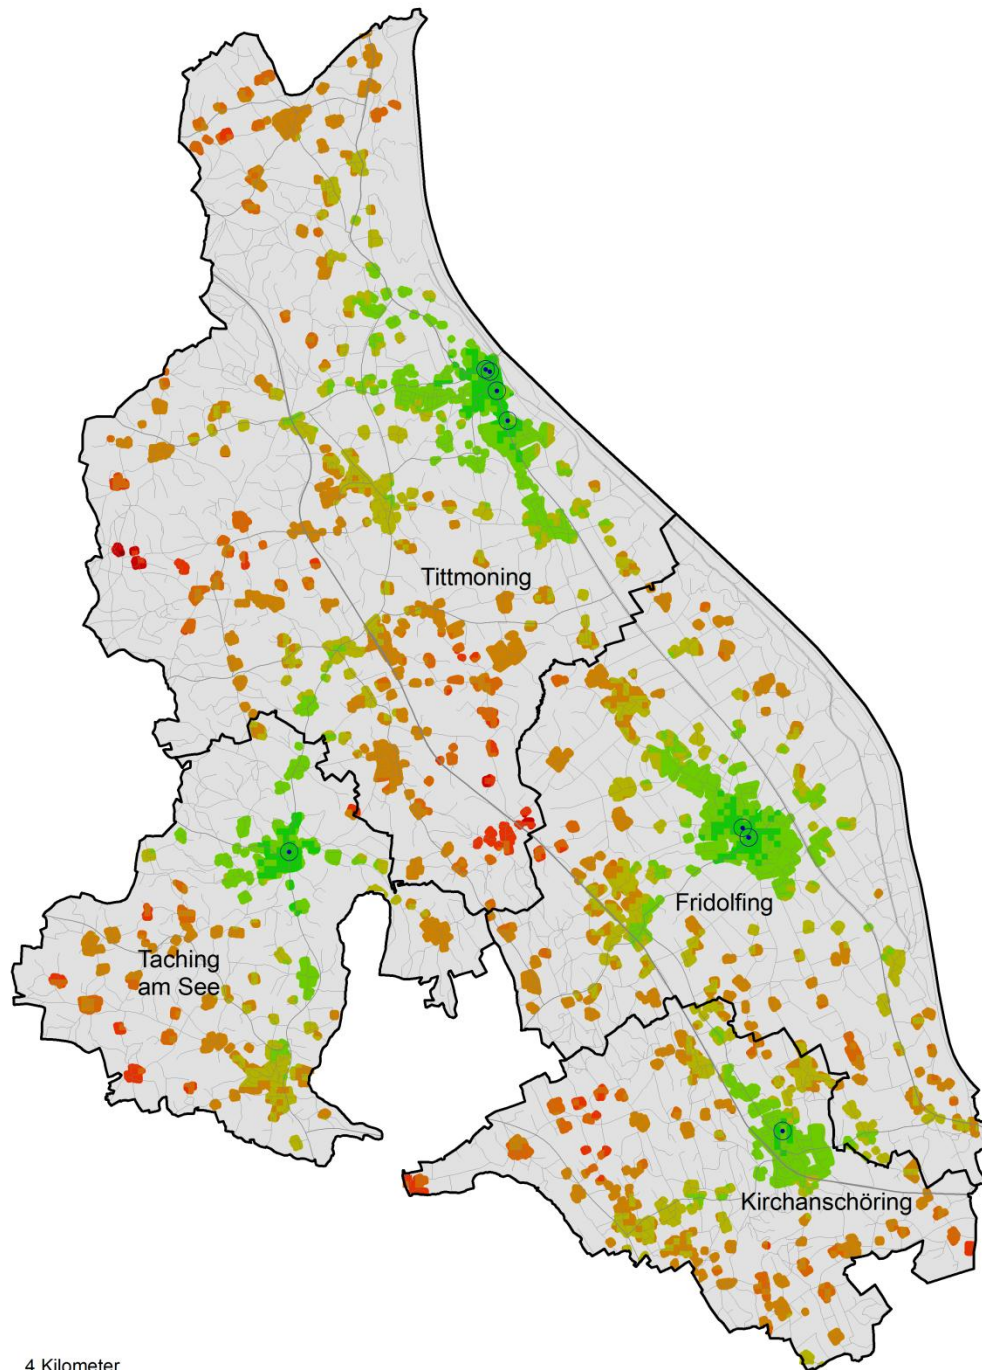 Tittmoning
Fridolfing
Taching
am See
Kirchanschöring
4 Kilometer